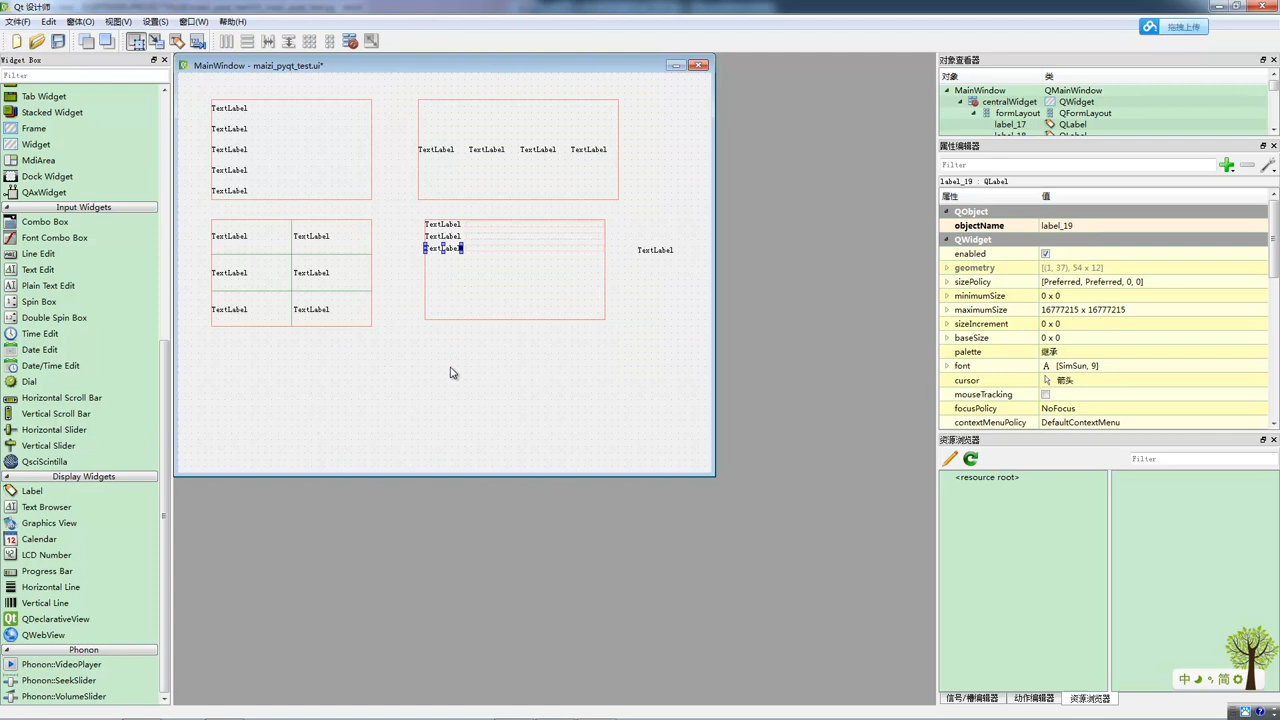 Qt 设计师
文件(F) Edit 窗体(O) 视图(V) 设置(S) 窗口(W) 帮助(H)
拖拽上传
Widget Box
Filter
Tab Widget
Stacked Widget
Frame
Widget
MdiArea
Dock Widget
QAxWidget
Input Widgets
Combo Box
Font Combo Box
Line Edit
Text Edit
Plain Text Edit
Spin Box
Double Spin Box
Time Edit
Date Edit
Date/Time Edit
Dial
Horizontal Scroll Bar
Vertical Scroll Bar
Horizontal Slider
Vertical Slider
QsciScintilla
Display Widgets
Label
Text Browser
Graphics View
Calendar
LCD Number
Progress Bar
Horizontal Line
Vertical Line
QDeclarativeView
QWebView
Phonon
Phonon::VideoPlayer
Phonon::SeekSlider
Phonon::VolumeSlider
MainWindow - maizi_pyqt_test.ui*
TextLabel
TextLabel
TextLabel
TextLabel
TextLabel
TextLabel TextLabel TextLabel TextLabel
TextLabel TextLabel
TextLabel TextLabel
TextLabel TextLabel
TextLabel
TextLabel
TextLabel
TextLabel
对象查看器
对象 类
MainWindow QMainWindow
centralWidget QWidget
formLayout QFormLayout
label_17 QLabel
label_18 QLabel
属性编辑器
Filter
label_19 : QLabel
属性 值
QObject
objectName label_19
QWidget
enabled
geometry [(1, 37), 54 x 12]
sizePolicy [Preferred, Preferred, 0, 0]
minimumSize 0 x 0
maximumSize 16777215 x 16777215
sizeIncrement 0 x 0
baseSize 0 x 0
palette 继承
font A [SimSun, 9]
cursor 箭头
mouseTracking
focusPolicy NoFocus
contextMenuPolicy DefaultContextMenu
资源浏览器
Filter
<resource root>
中 简
信号/槽编辑器 动作编辑器 资源浏览器